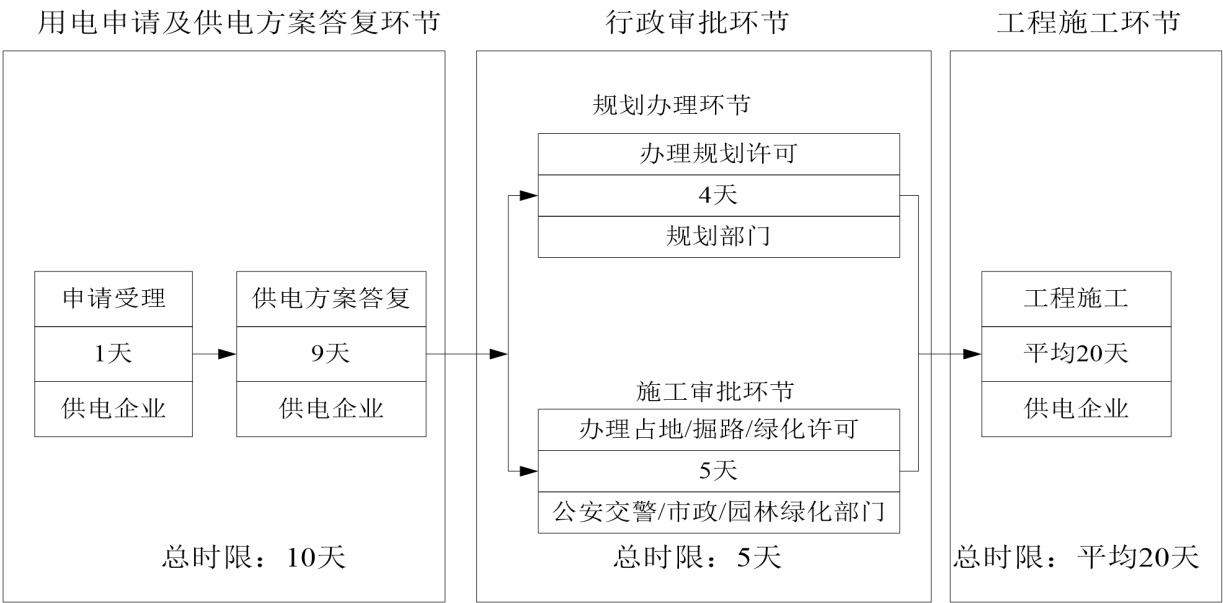 用电申请及供电方案答复环节
行政审批环节
工程施工环节
申请受理
1天
供电企业
供电方案答复
9天
供电企业
规划办理环节
办理规划许可
4天
规划部门
施工审批环节
办理占地/掘路/绿化许可
5天
公安交警/市政/园林绿化部门
工程施工
平均20天
供电企业
总时限：10天
总时限：5天
总时限：平均20天